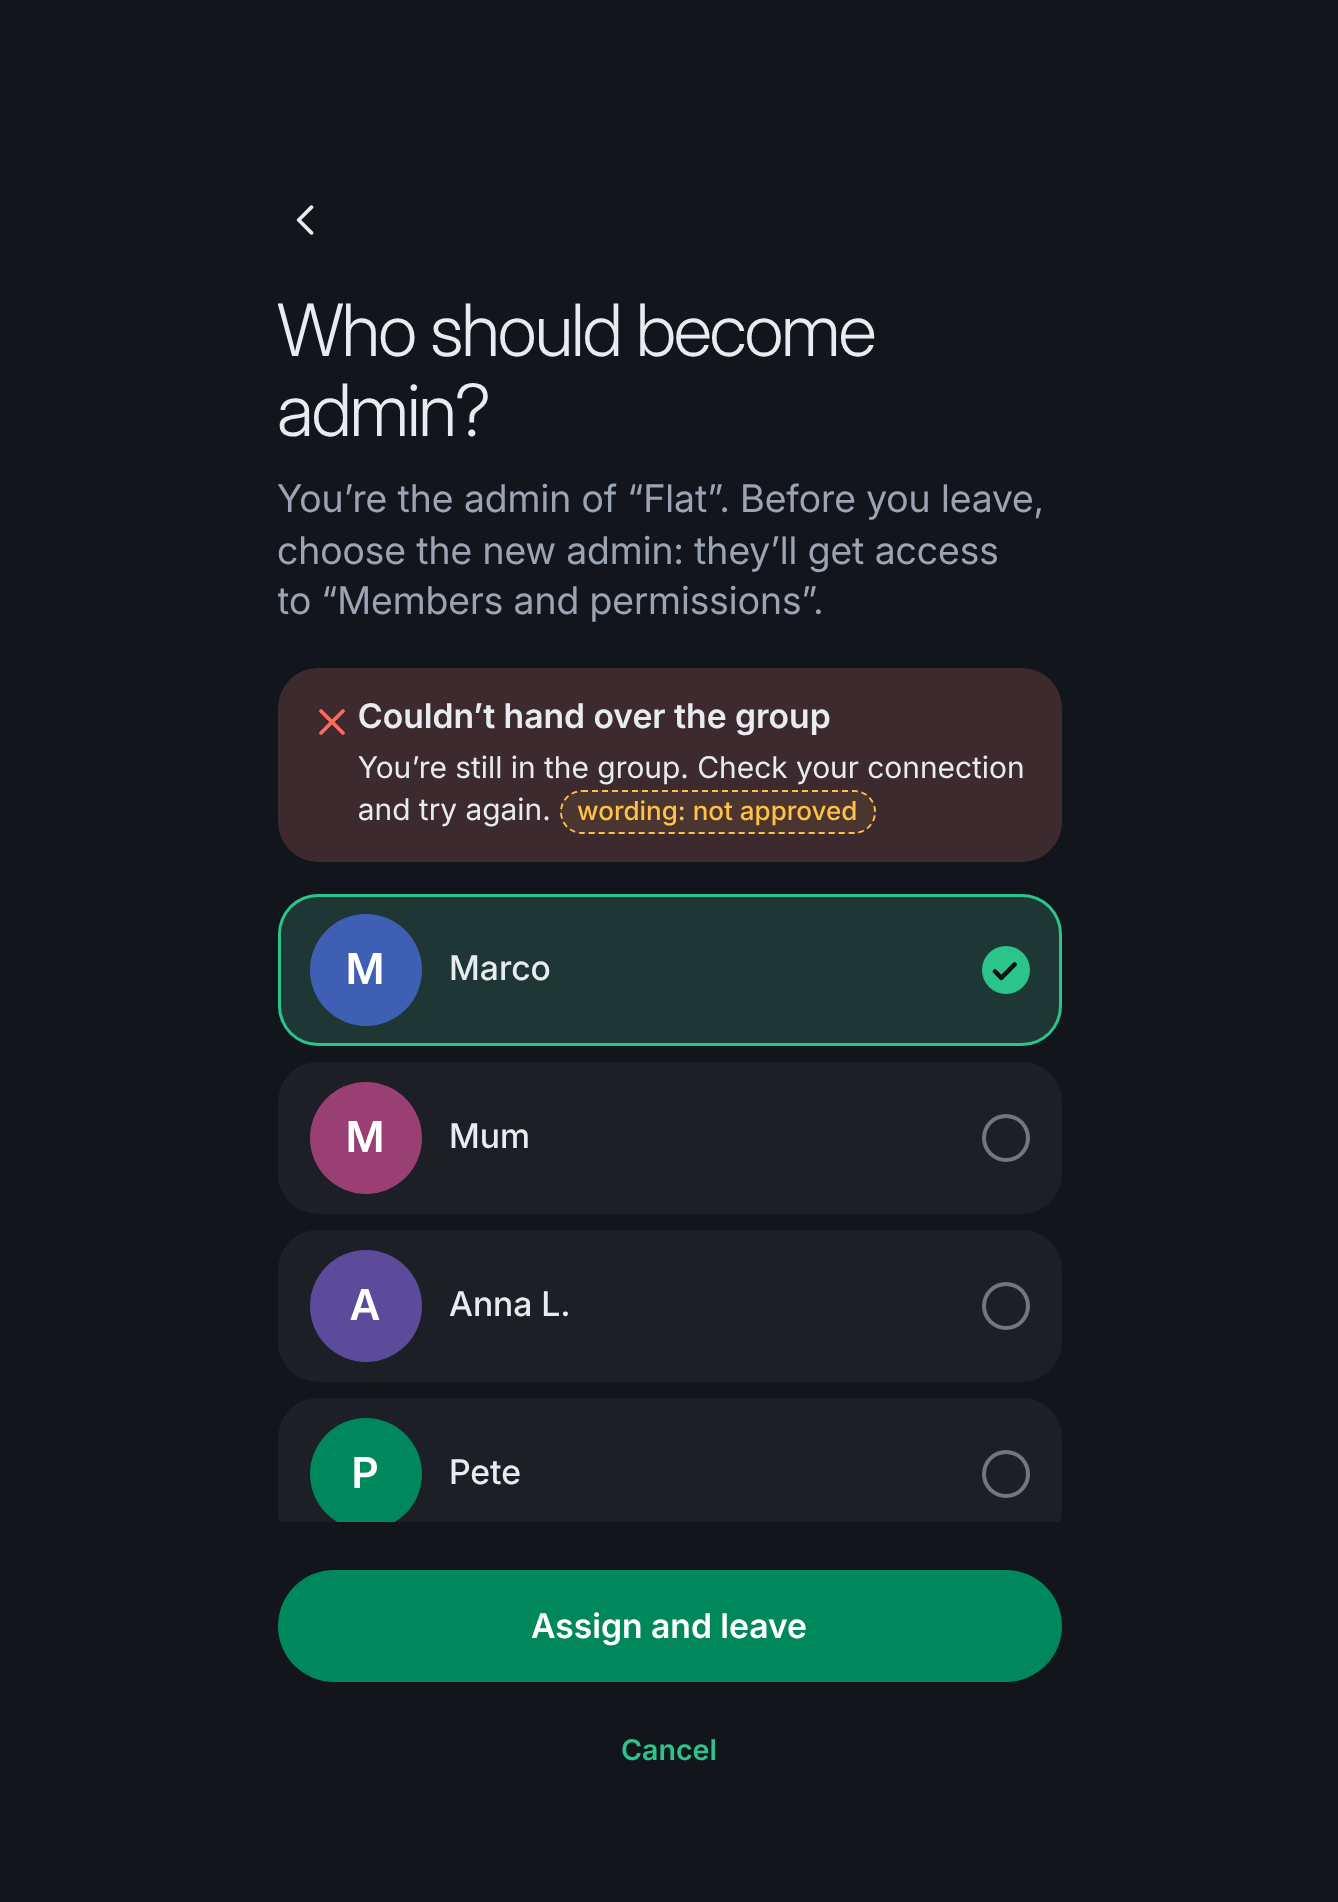 Who should become
admin?
You’re the admin of “Flat”. Before you leave,
choose the new admin: they’ll get access
to “Members and permissions”.
Couldn’t hand over the group
You’re still in the group. Check your connection
and try again. wording: not approved
M Marco
M Mum
A Anna L.
P Pete
Assign and leave
Cancel